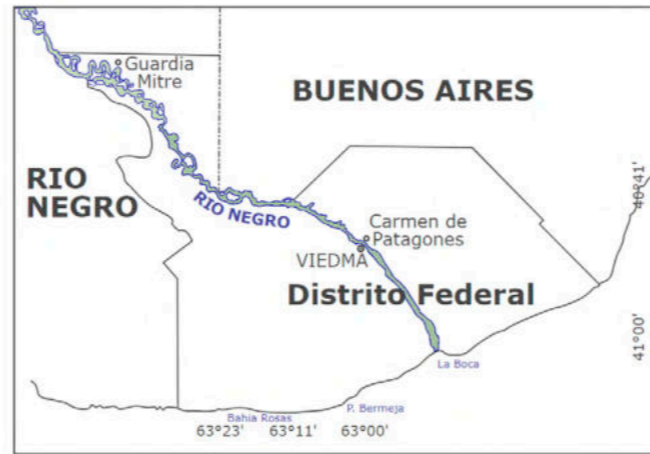 Guardia
Mitre
BUENOS AIRES
RIO
NEGRO
RIO NEGRO
40°41'
Carmen de
Patagones
VIEDMA
Distrito Federal
41°00'
La Boca
P. Bermeja
Bahia Rosas
63°23' 63°11' 63°00'